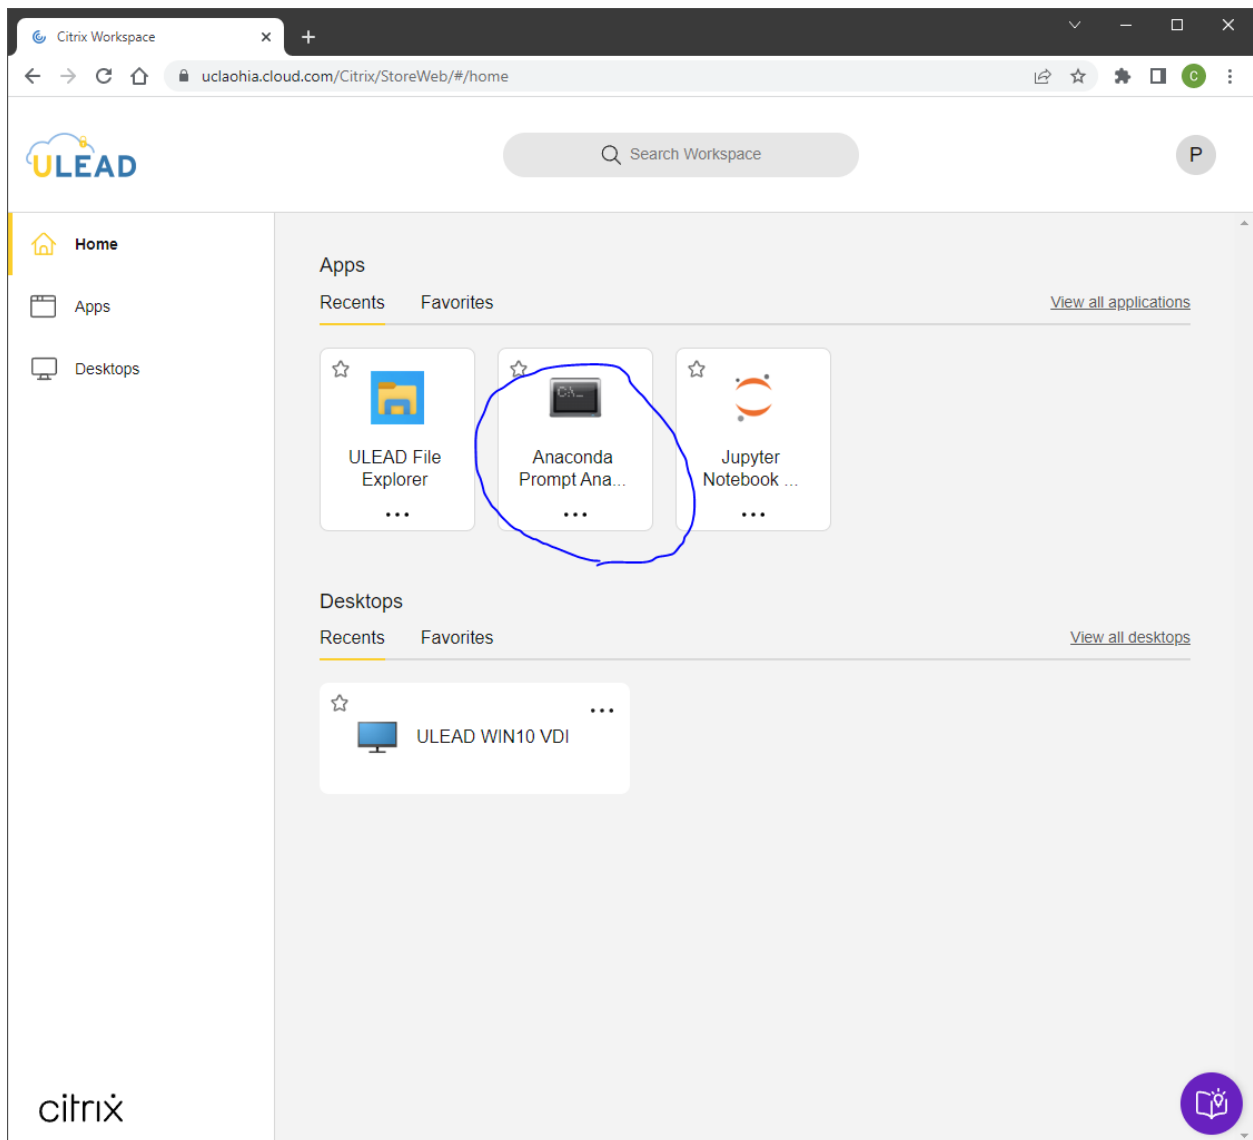 Citrix Workspace
uclaohia.cloud.com/Citrix/StoreWeb/#/home
C
ULEAD
Search Workspace
P
Home
Apps
Desktops
Apps
Recents Favorites View all applications
C:\_
ULEAD File
Explorer
Anaconda
Prompt Ana...
Jupyter
Notebook ...
Desktops
Recents Favorites View all desktops
ULEAD WIN10 VDI
citrix